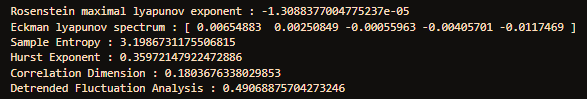 Rosenstein maximal lyapunov exponent : -1.3088377004775237e-05
Eckman lyapunov spectrum : [ 0.00654883  0.00250849 -0.00055963 -0.00405701 -0.0117469 ]
Sample Entropy : 3.1986731175506815
Hurst Exponent : 0.35972147922472886
Correlation Dimension : 0.1803676338029853
Detrended Fluctuation Analysis : 0.49068875704273246